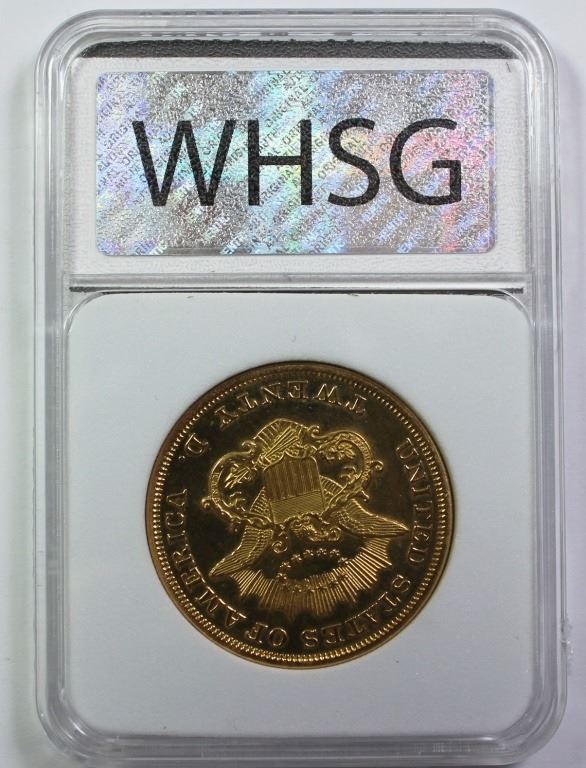 WHSG
UNITED STATES OF AMERICA
TWENTY D.